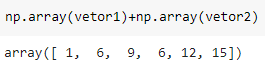 np.array(vetor1)+np.array(vetor2)
array([ 1,  6,  9,  6, 12, 15])